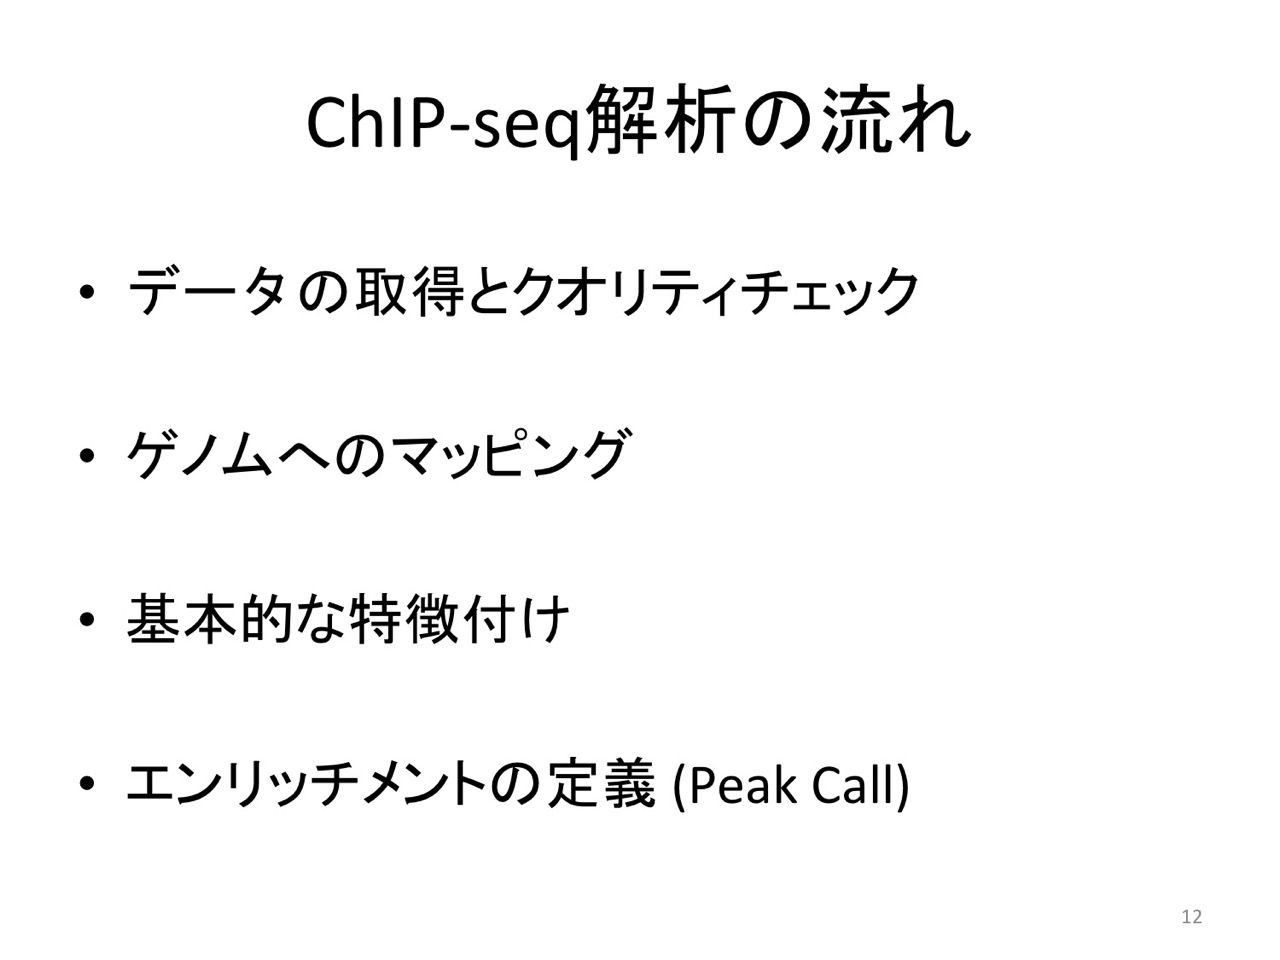 ChIP-seq解析の流れ
• データの取得とクオリティチェック
• ゲノムへのマッピング
• 基本的な特徴付け
• エンリッチメントの定義 (Peak Call)
12